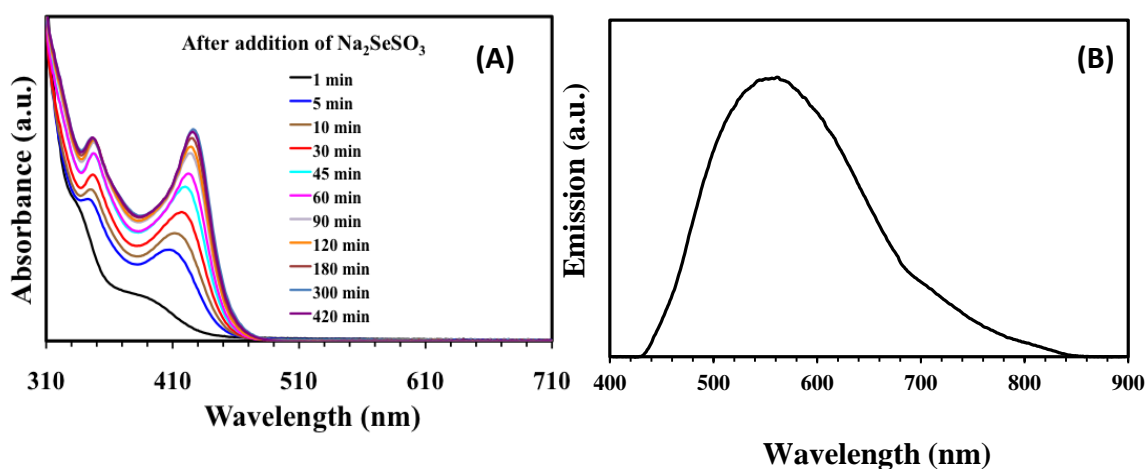 After addition of Na₂SeSO₃
(A)
1 min
5 min
10 min
30 min
45 min
60 min
90 min
120 min
180 min
300 min
420 min
Absorbance (a.u.)
310 410 510 610 710
Wavelength (nm)
(B)
Emission (a.u.)
400 500 600 700 800 900
Wavelength (nm)